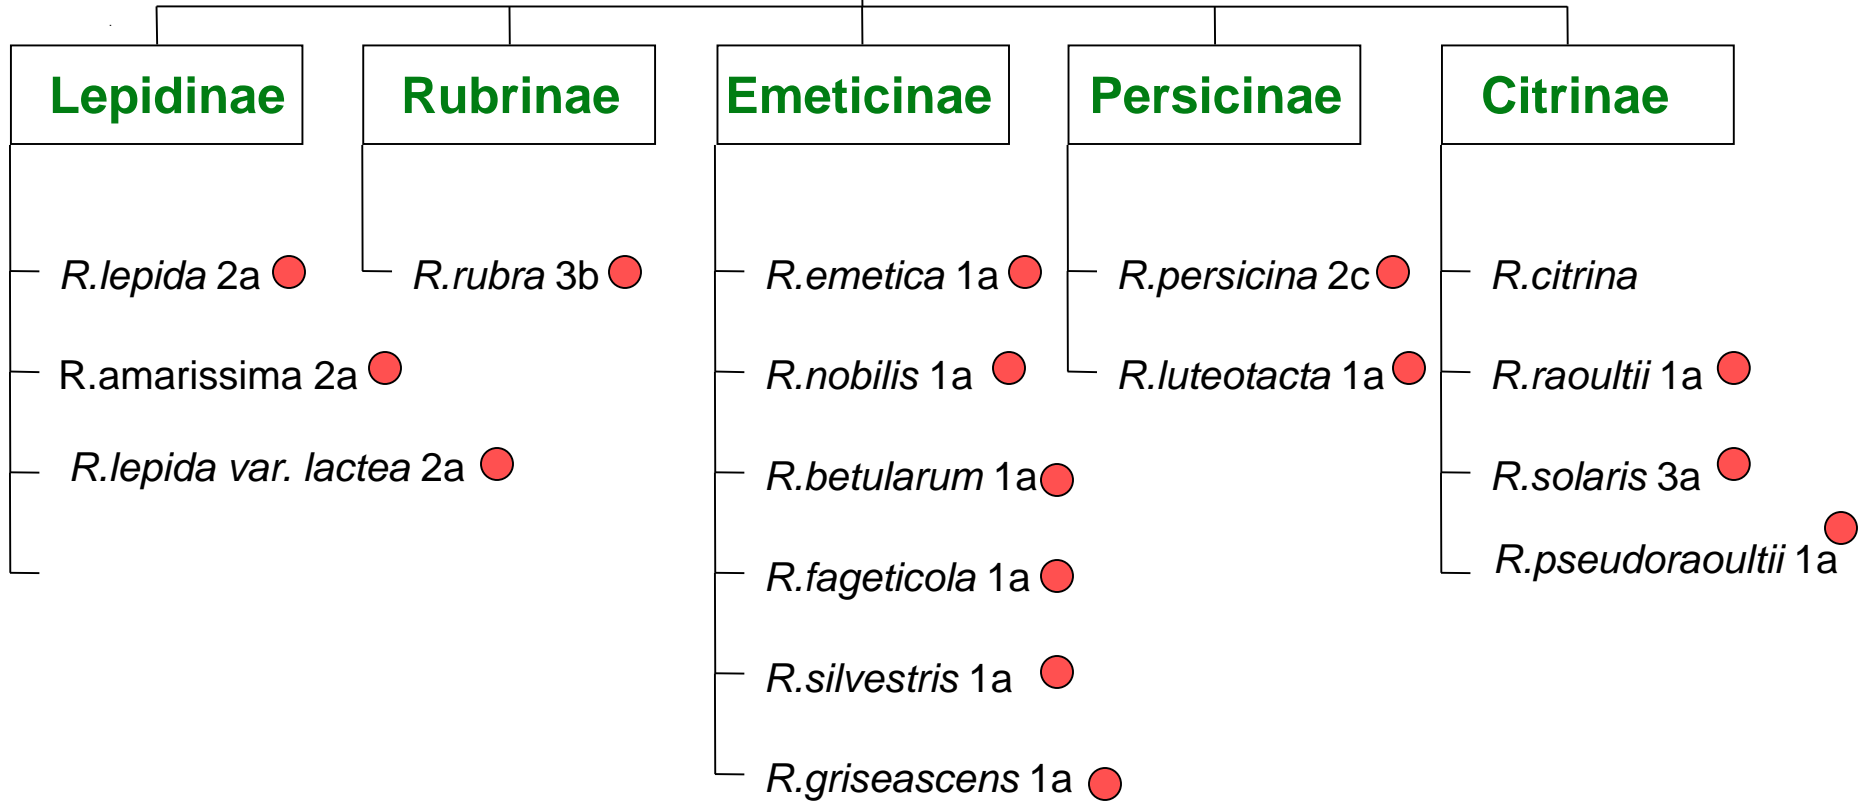 Lepidinae
R.lepida 2a
R.amarissima 2a
R.lepida var. lactea 2a
Rubrinae
R.rubra 3b
Emeticinae
R.emetica 1a
R.nobilis 1a
R.betularum 1a
R.fageticola 1a
R.silvestris 1a
R.griseascens 1a
Persicinae
R.persicina 2c
R.luteotacta 1a
Citrinae
R.citrina
R.raoultii 1a
R.solaris 3a
R.pseudoraoultii 1a